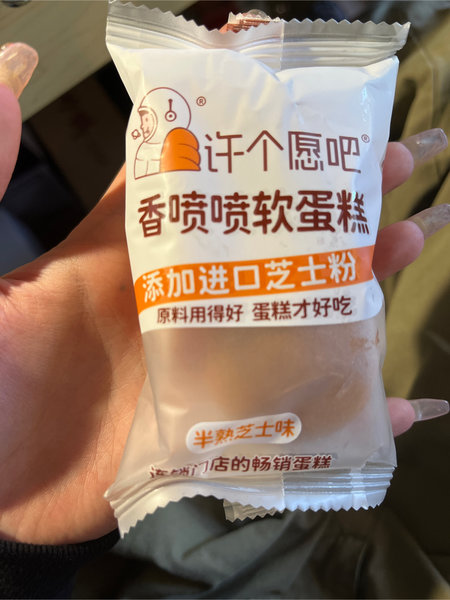 许个愿吧®
香喷喷软蛋糕
添加进口芝士粉
原料用得好 蛋糕才好吃
半熟芝士味
连锁门店的畅销蛋糕